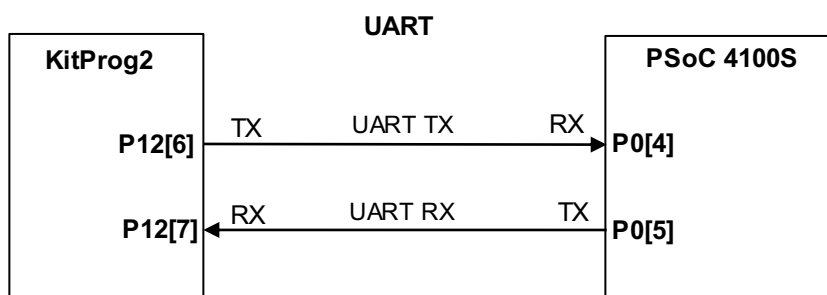 UART
KitProg2
PSoC 4100S
TX UART TX RX
P12[6] P0[4]
RX UART RX TX
P12[7] P0[5]